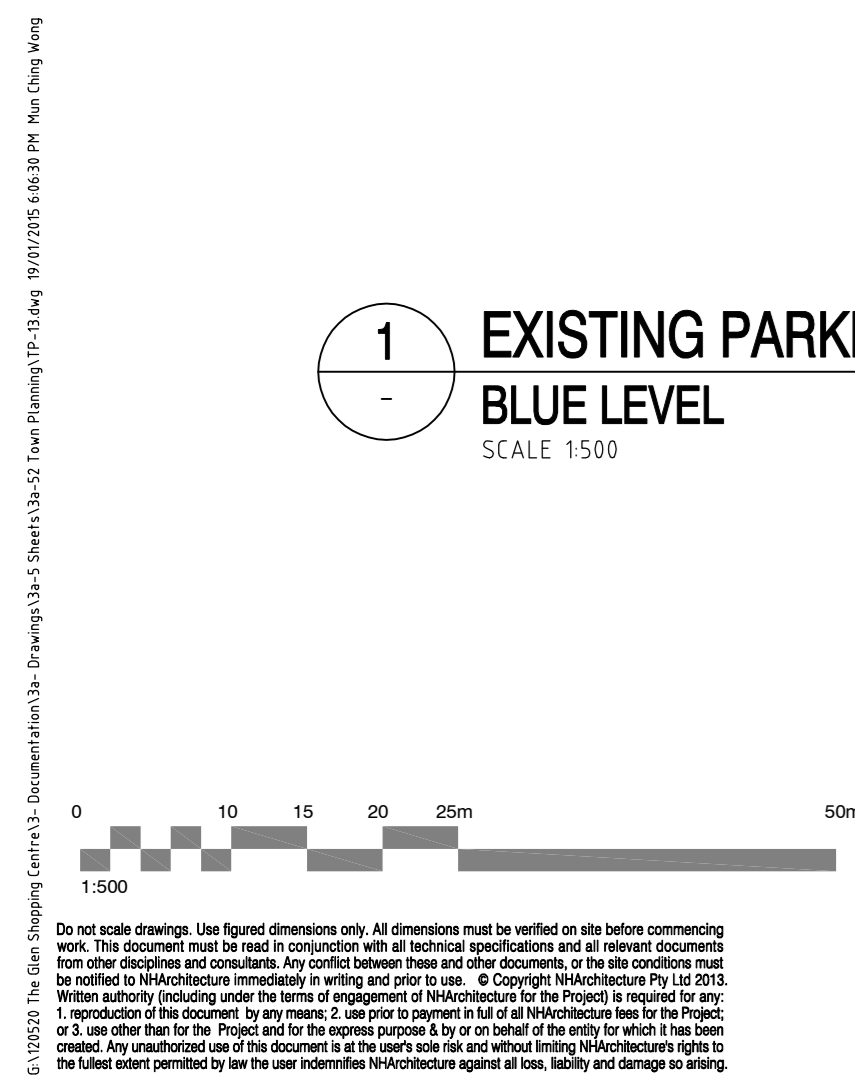 G:\120520 The Glen Shopping Centre\3- Documentation\3a- Drawings\3a-5 Sheets\3a-52 Town Planning\TP-13.dwg 19/01/2015 6:06:30 PM Mun Ching Wong
1
EXISTING PARKI
-
BLUE LEVEL
SCALE 1:500
0 10 15 20 25m 50m
1:500
Do not scale drawings. Use figured dimensions only. All dimensions must be verified on site before commencing
work. This document must be read in conjunction with all technical specifications and all relevant documents
from other disciplines and consultants. Any conflict between these and other documents, or the site conditions must
be notified to NHArchitecture immediately in writing and prior to use. © Copyright NHArchitecture Pty Ltd 2013.
Written authority (including under the terms of engagement of NHArchitecture for the Project) is required for any:
1. reproduction of this document by any means; 2. use prior to payment in full of all NHArchitecture fees for the Project;
or 3. use other than for the Project and for the express purpose & by or on behalf of the entity for which it has been
created. Any unauthorized use of this document is at the user's sole risk and without limiting NHArchitecture's rights to
the fullest extent permitted by law the user indemnifies NHArchitecture against all loss, liability and damage so arising.